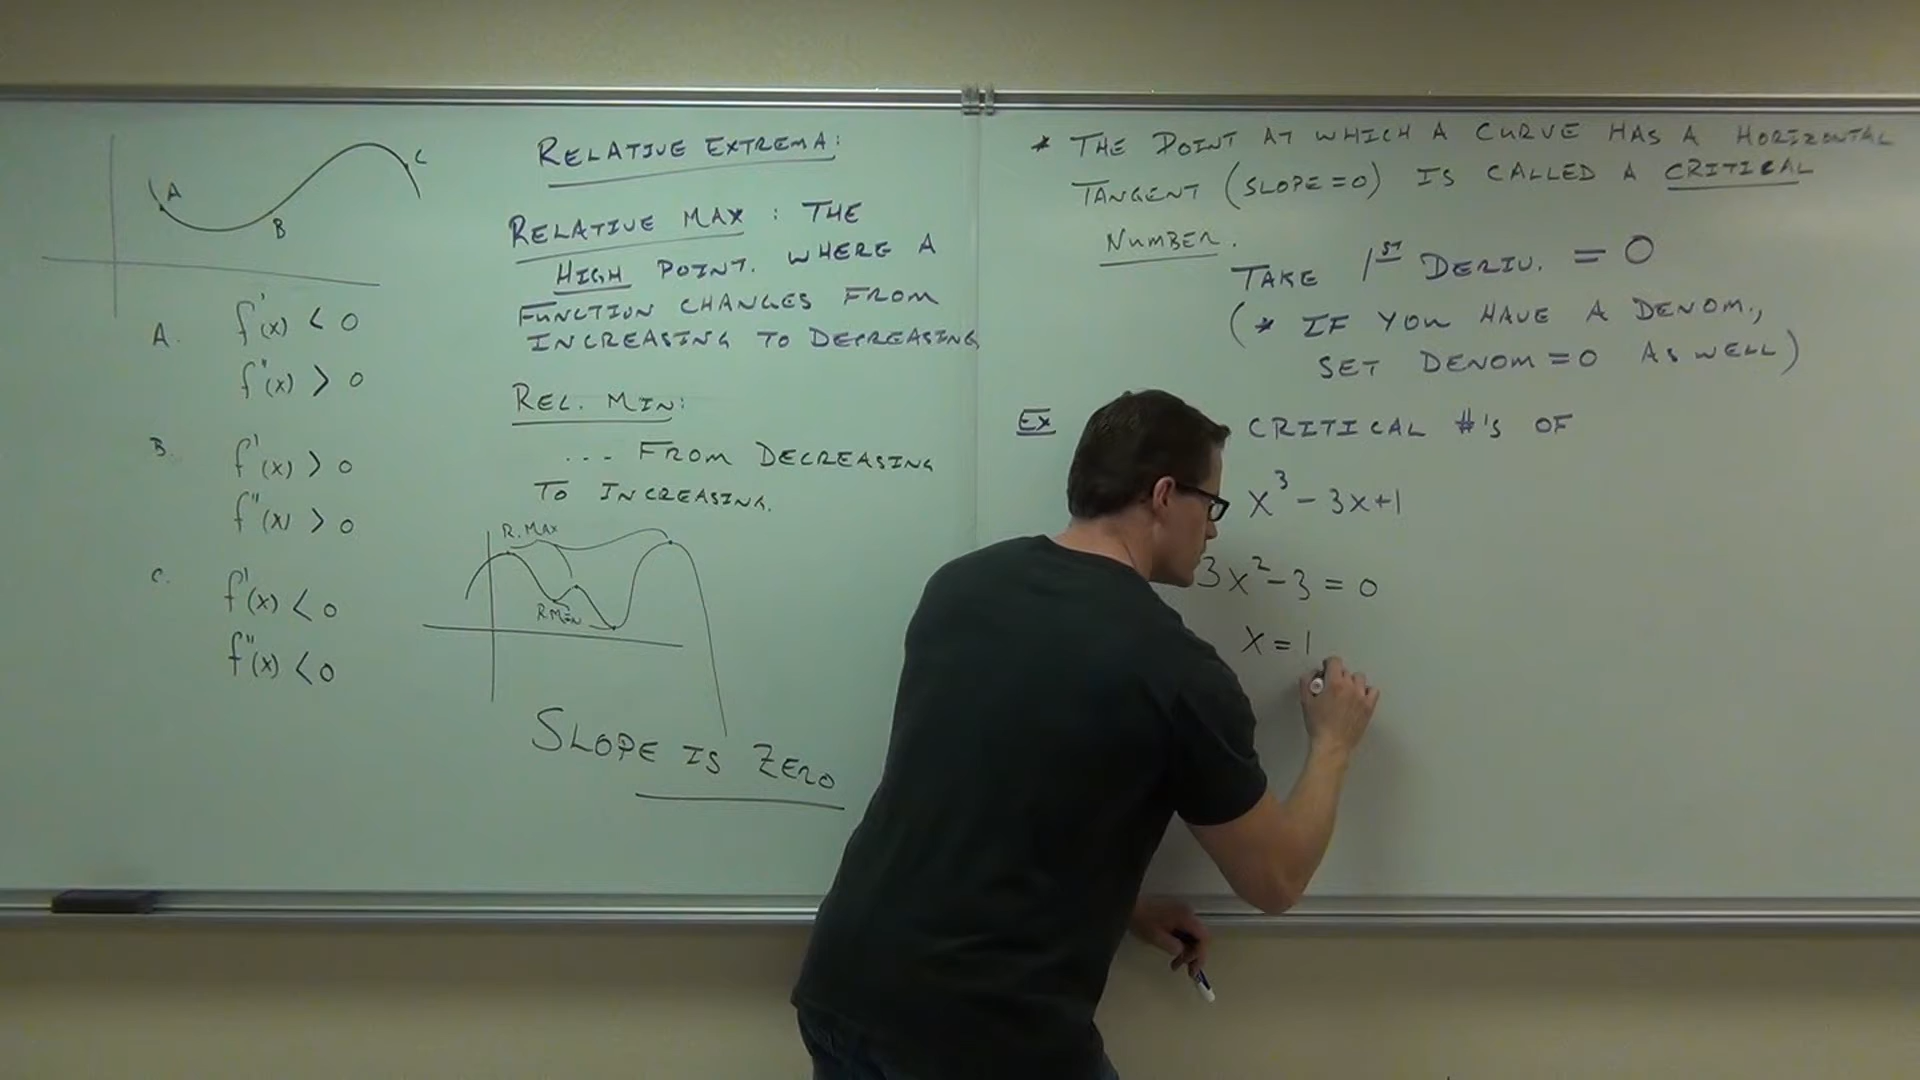 A
B
C
A. f'(x) < 0
f''(x) > 0
B. f'(x) > 0
f''(x) > 0
C. f'(x) < 0
f''(x) < 0
RELATIVE EXTREMA:
RELATIVE MAX : THE
HIGH POINT. WHERE A
FUNCTION CHANGES FROM
INCREASING TO DECREASING
REL. MIN:
... FROM DECREASING
TO INCREASING.
R. MAX
R.MIN
SLOPE IS ZERO
* THE POINT AT WHICH A CURVE HAS A HORIZONTAL
TANGENT (SLOPE=0) IS CALLED A CRITICAL
NUMBER.
TAKE 1ST DERIV. = 0
(* IF YOU HAVE A DENOM.,
SET DENOM=0 AS WELL)
EX CRITICAL #'s OF
x³ - 3x+1
3x² - 3 = 0
x = 1